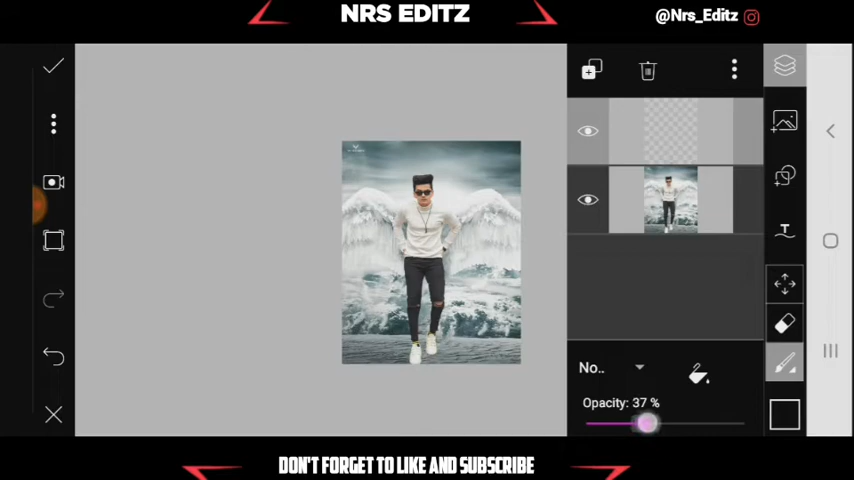 NRS EDITZ
@Nrs_Editz
No..
Opacity: 37 %
DON'T FORGET TO LIKE AND SUBSCRIBE